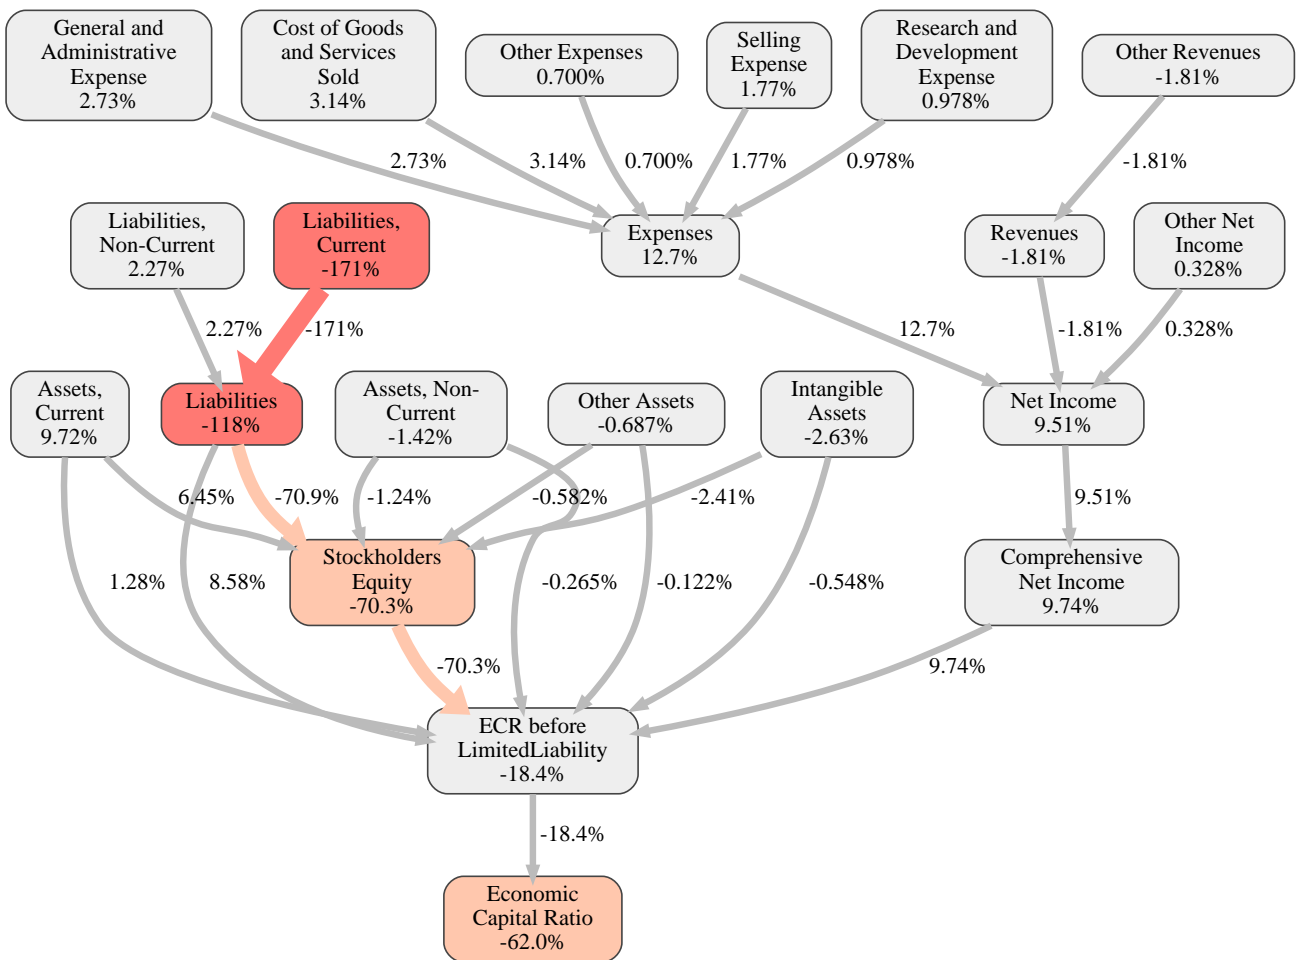 General and
Administrative
Expense
2.73%
Cost of Goods
and Services
Sold
3.14%
Other Expenses
0.700%
Selling
Expense
1.77%
Research and
Development
Expense
0.978%
Other Revenues
-1.81%
2.73%
3.14%
0.700%
1.77%
0.978%
-1.81%
Liabilities,
Non-Current
2.27%
Liabilities,
Current
-171%
Expenses
12.7%
Revenues
-1.81%
Other Net
Income
0.328%
2.27%
-171%
12.7%
-1.81%
0.328%
Assets,
Current
9.72%
Liabilities
-118%
Assets, Non-
Current
-1.42%
Other Assets
-0.687%
Intangible
Assets
-2.63%
Net Income
9.51%
6.45%
-70.9%
-1.24%
-0.582%
-2.41%
9.51%
Stockholders
Equity
-70.3%
Comprehensive
Net Income
9.74%
1.28%
8.58%
-0.265%
-0.122%
-0.548%
-70.3%
9.74%
ECR before
LimitedLiability
-18.4%
-18.4%
Economic
Capital Ratio
-62.0%